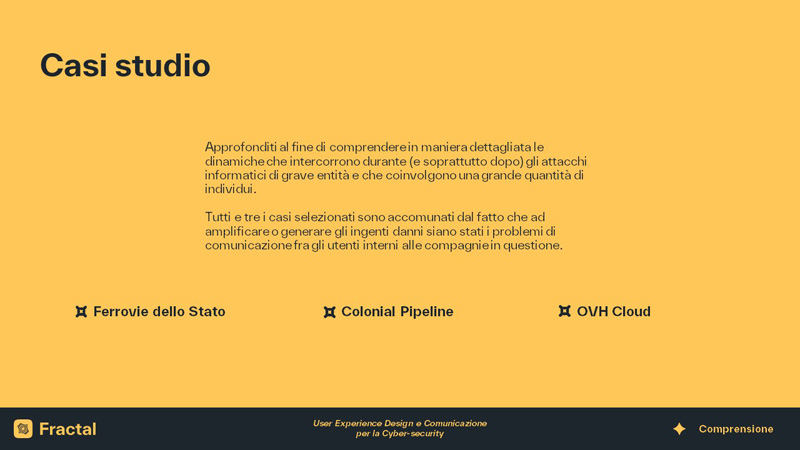 Casi studio
Approfonditi al fine di comprendere in maniera dettagliata le
dinamiche che intercorrono durante (e soprattutto dopo) gli attacchi
informatici di grave entità e che coinvolgono una grande quantità di
individui.
Tutti e tre i casi selezionati sono accomunati dal fatto che ad
amplificare o generare gli ingenti danni siano stati i problemi di
comunicazione fra gli utenti interni alle compagnie in questione.
Ferrovie dello Stato
Colonial Pipeline
OVH Cloud
Fractal
User Experience Design e Comunicazione
per la Cyber-security
Comprensione